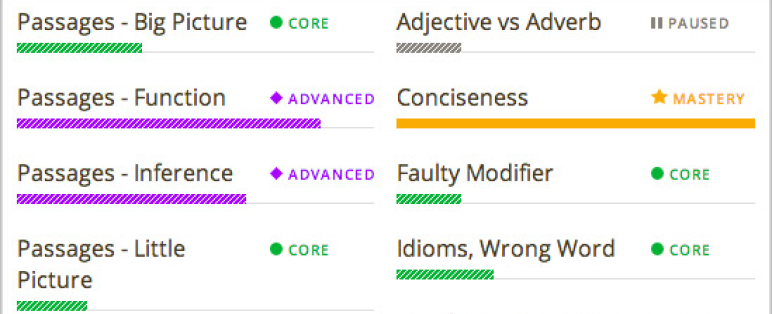 Passages - Big Picture CORE
Passages - Function ADVANCED
Passages - Inference ADVANCED
Passages - Little CORE
Picture
Adjective vs Adverb PAUSED
Conciseness MASTERY
Faulty Modifier CORE
Idioms, Wrong Word CORE